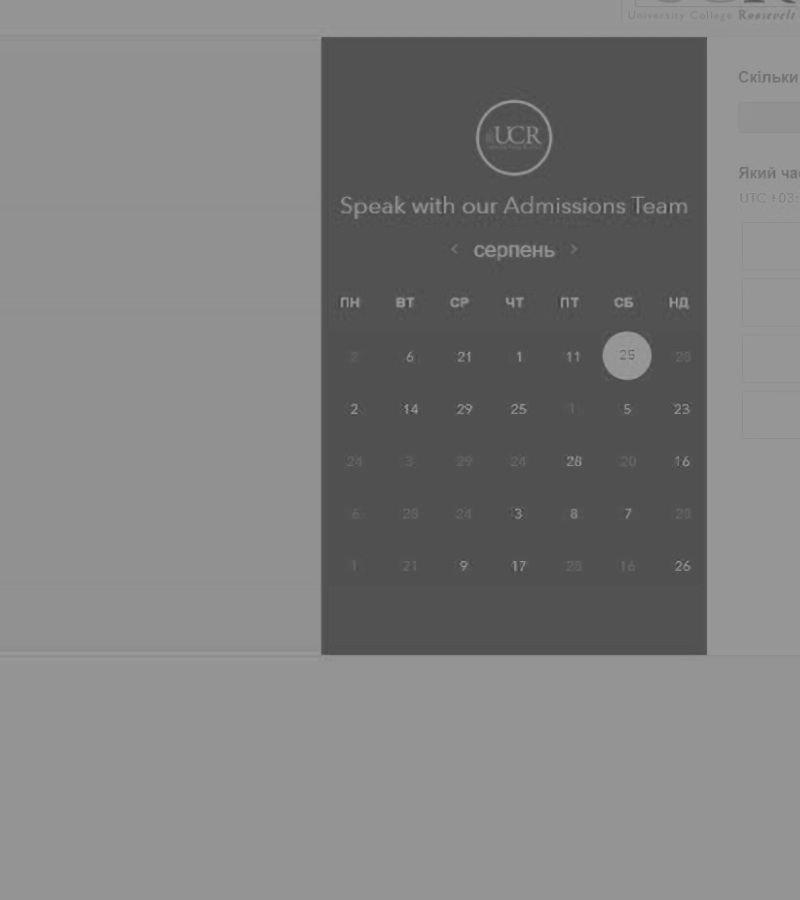 University College Roosevelt
UCR
Speak with our Admissions Team
< серпень >
ПН ВТ СР ЧТ ПТ СБ НД
2 6 21 1 11 25 28
2 14 29 25 1 5 23
24 3 29 24 28 20 16
6 28 24 3 8 7 28
1 21 9 17 28 16 26
Скільки
Який
UTC +03: